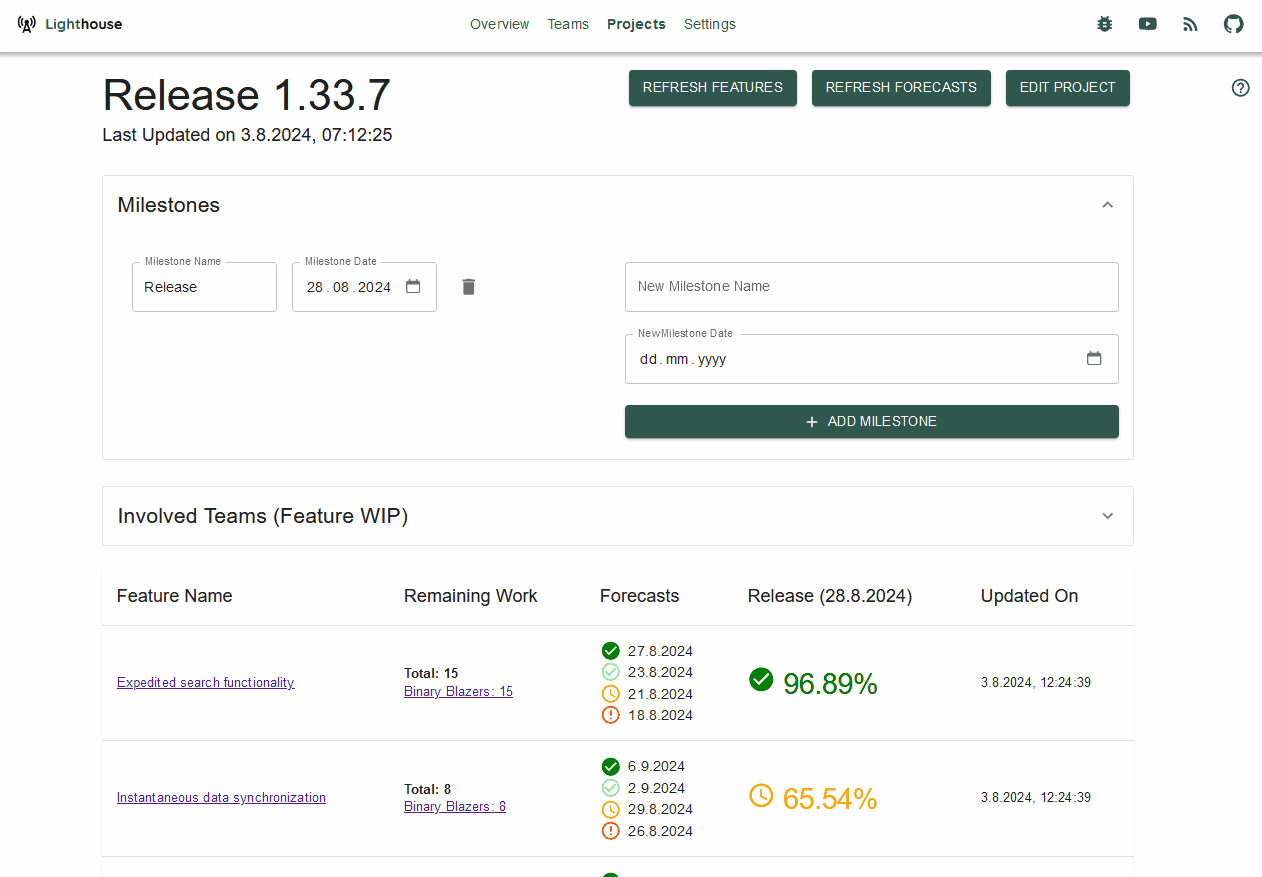 Lighthouse
Overview Teams Projects Settings
Release 1.33.7
REFRESH FEATURES
REFRESH FORECASTS
EDIT PROJECT
Last Updated on 3.8.2024, 07:12:25
Milestones
Milestone Name
Release
Milestone Date
28.08.2024
New Milestone Name
NewMilestone Date
dd.mm.yyyy
+ ADD MILESTONE
Involved Teams (Feature WIP)
Feature Name Remaining Work Forecasts Release (28.8.2024) Updated On
Expedited search functionality
Total: 15
Binary Blazers: 15
27.8.2024
23.8.2024
21.8.2024
18.8.2024
96.89%
3.8.2024, 12:24:39
Instantaneous data synchronization
Total: 8
Binary Blazers: 8
6.9.2024
2.9.2024
29.8.2024
26.8.2024
65.54%
3.8.2024, 12:24:39